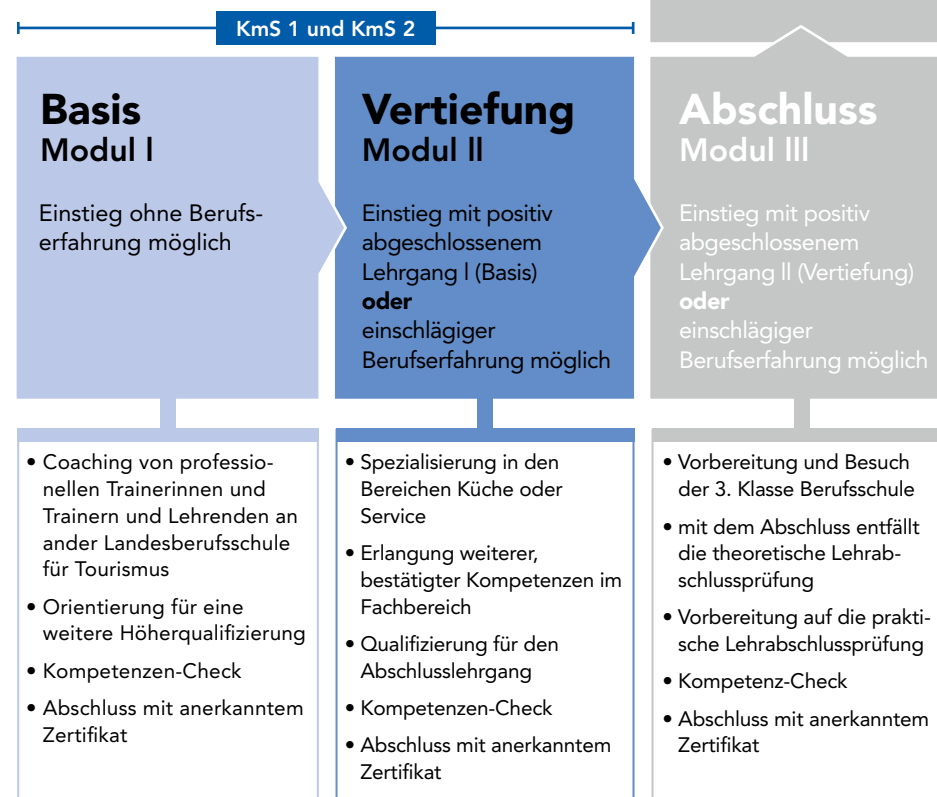 KmS 1 und KmS 2
Basis
Modul I
Einstieg ohne Berufs-
erfahrung möglich
• Coaching von professio-
nellen Trainerinnen und
Trainern und Lehrenden an
ander Landesberufsschule
für Tourismus
• Orientierung für eine
weitere Höherqualifizierung
• Kompetenzen-Check
• Abschluss mit anerkanntem
Zertifikat
Vertiefung
Modul II
Einstieg mit positiv
abgeschlossenem
Lehrgang I (Basis)
oder
einschlägiger
Berufserfahrung möglich
• Spezialisierung in den
Bereichen Küche oder
Service
• Erlangung weiterer,
bestätigter Kompetenzen im
Fachbereich
• Qualifizierung für den
Abschlusslehrgang
• Kompetenzen-Check
• Abschluss mit anerkanntem
Zertifikat
Abschluss
Modul III
Einstieg mit positiv
abgeschlossenem
Lehrgang II (Vertiefung)
oder
einschlägiger
Berufserfahrung möglich
• Vorbereitung und Besuch
der 3. Klasse Berufsschule
• mit dem Abschluss entfällt
die theoretische Lehrab-
schlussprüfung
• Vorbereitung auf die prakti-
sche Lehrabschlussprüfung
• Kompetenz-Check
• Abschluss mit anerkanntem
Zertifikat